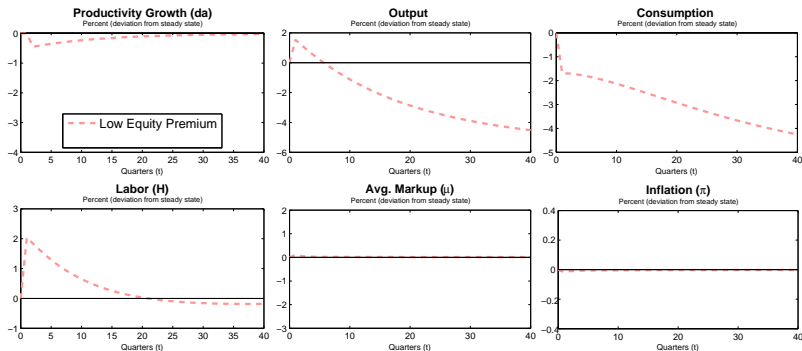 Productivity Growth (da)
Percent (deviation from steady state)
0
−1
−2
−3
−4
0 5 10 15 20 25 30 35 40
Quarters (t)
Low Equity Premium
Output
Percent (deviation from steady state)
4
2
0
−2
−4
−6
0 10 20 30 40
Quarters (t)
Consumption
Percent (deviation from steady state)
0
−1
−2
−3
−4
−5
0 10 20 30 40
Quarters (t)
Labor (H)
Percent (deviation from steady state)
3
2
1
0
−1
0 5 10 15 20 25 30 35 40
Quarters (t)
Avg. Markup (μ)
Percent (deviation from steady state)
2
1
0
−1
−2
−3
0 10 20 30 40
Quarters (t)
Inflation (π)
Percent (deviation from steady state)
0.4
0.2
0
−0.2
−0.4
0 10 20 30 40
Quarters (t)